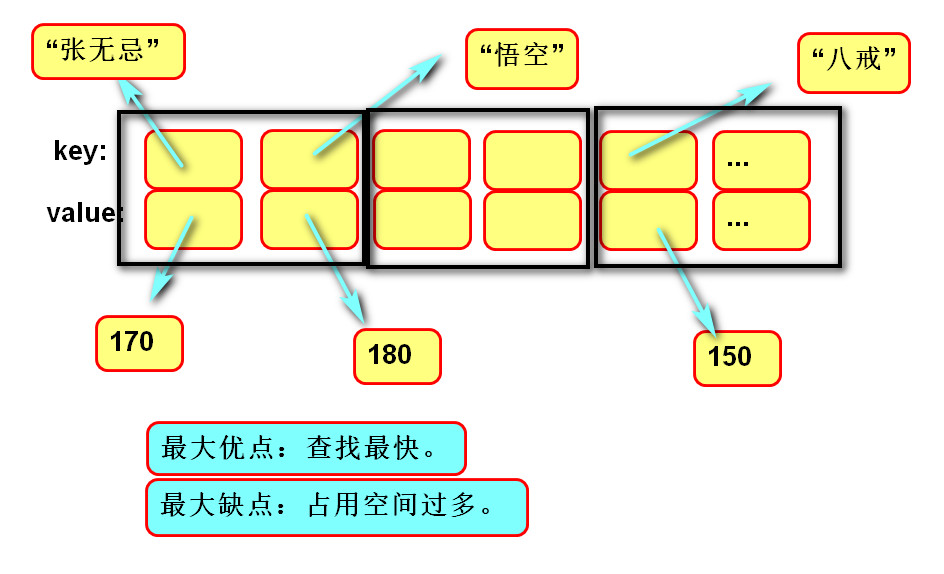 “张无忌”
“悟空”
“八戒”
key:
...
value:
...
170
180
150
最大优点：查找最快。
最大缺点：占用空间过多。